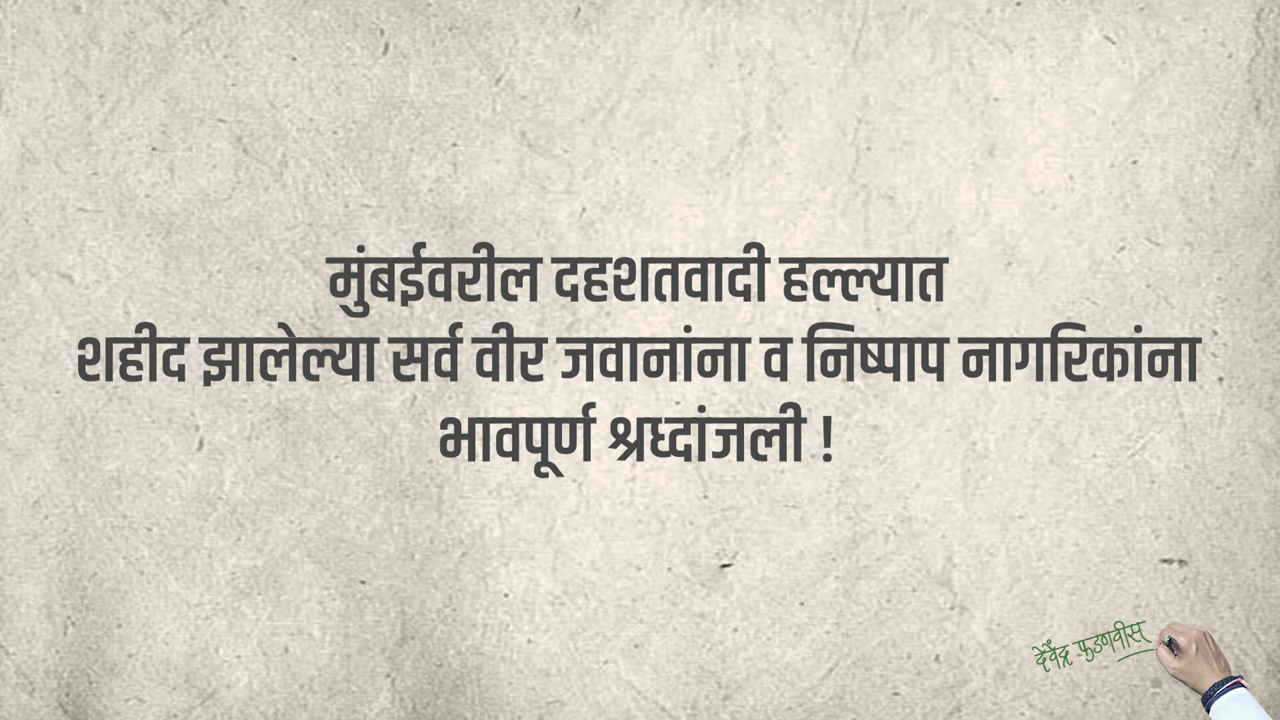 मुंबईवरील दहशतवादी हल्ल्यात
शहीद झालेल्या सर्व वीर जवानांना व निष्पाप नागरिकांना
भावपूर्ण श्रध्दांजली !
देवेंद्र फडणवीस